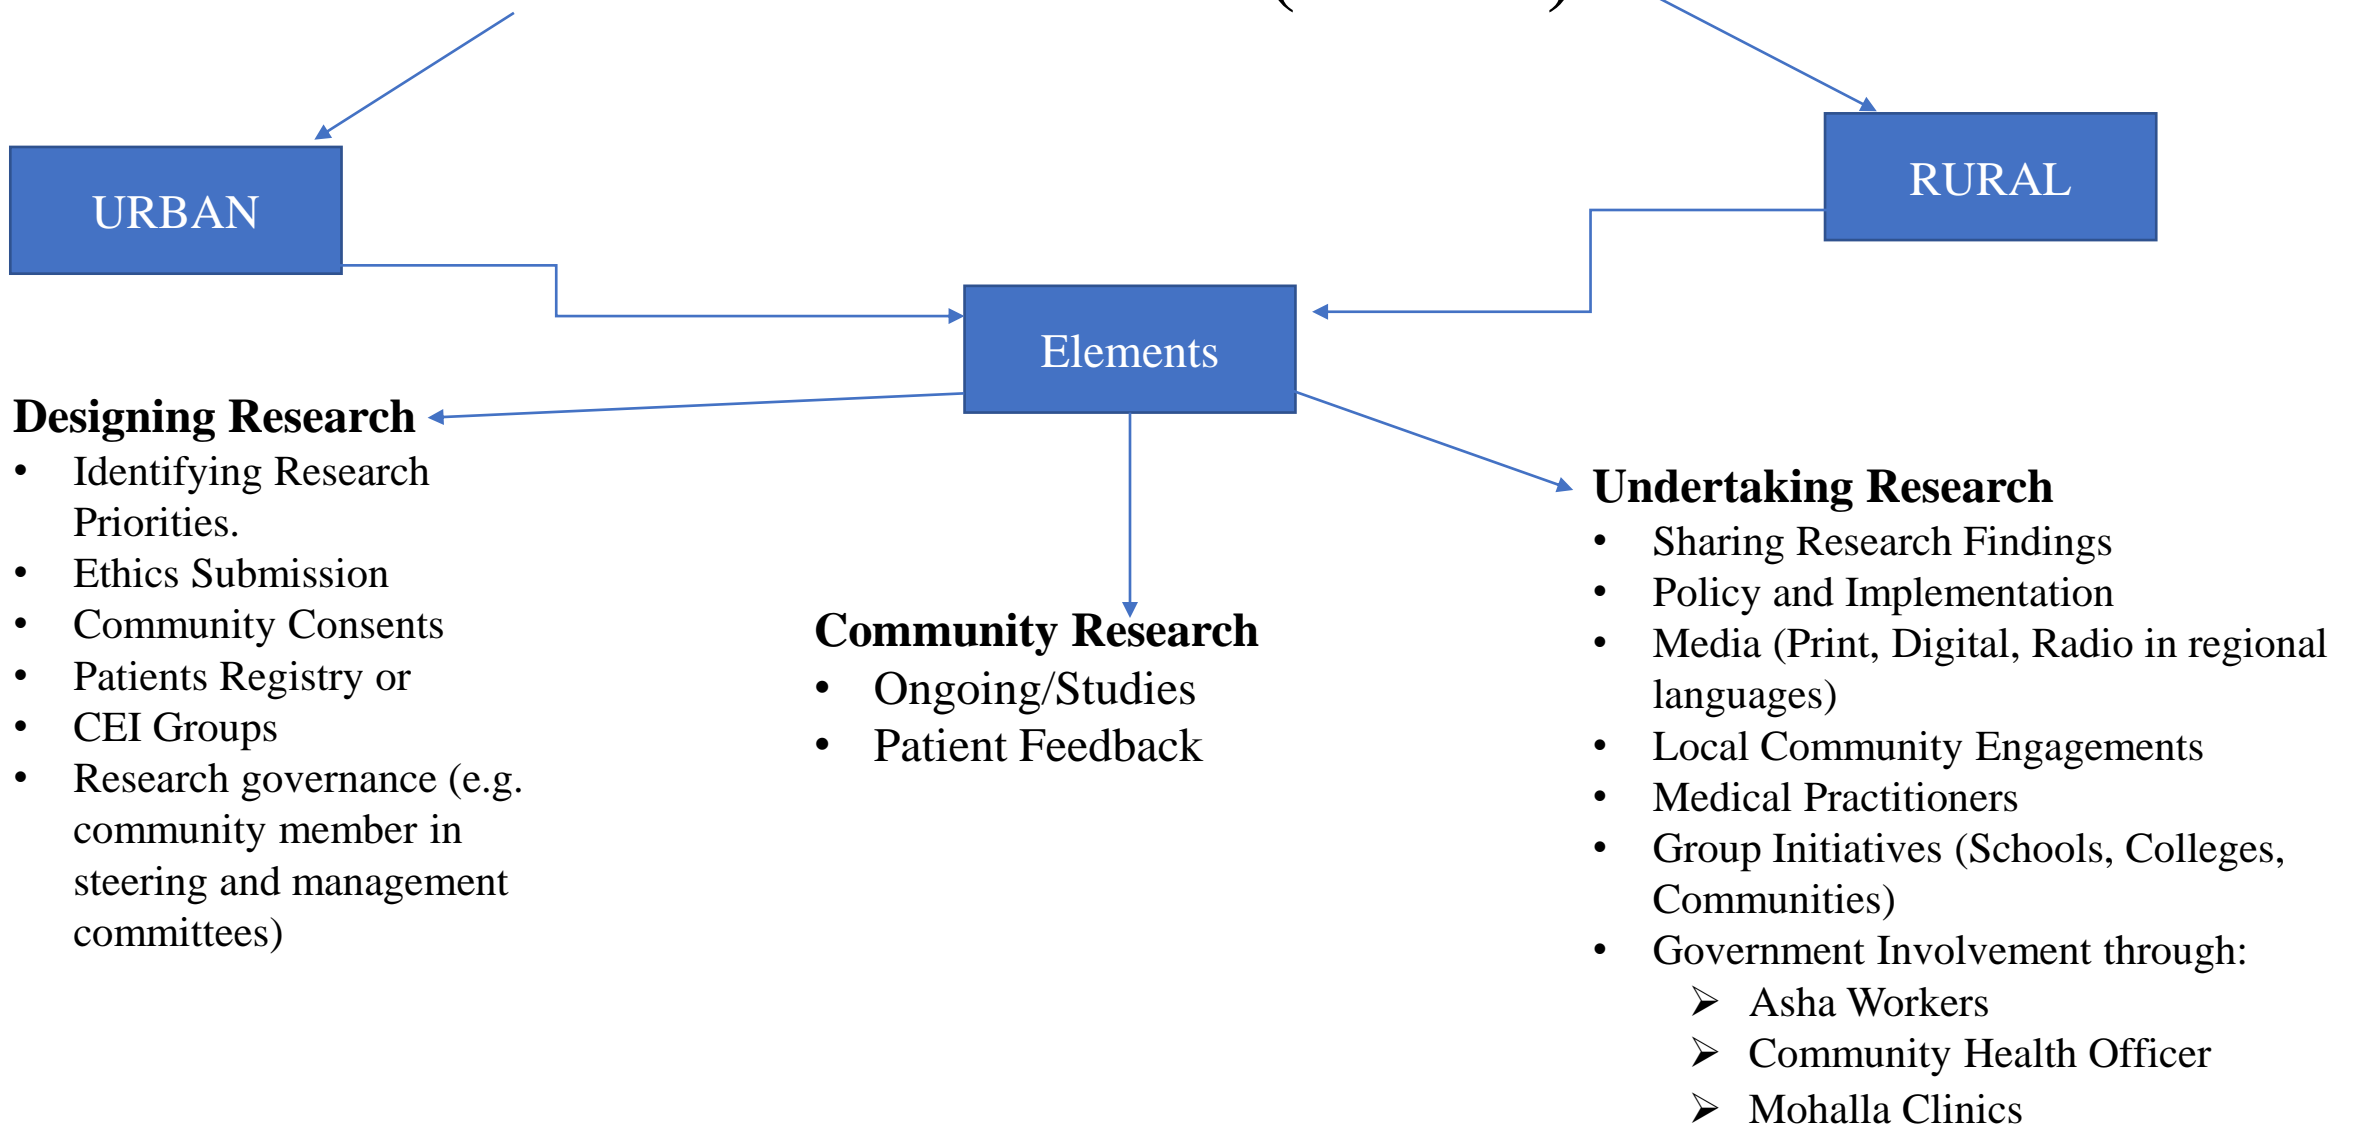 URBAN
RURAL
Elements
Designing Research
• Identifying Research
Priorities.
• Ethics Submission
• Community Consents
• Patients Registry or
• CEI Groups
• Research governance (e.g.
community member in
steering and management
committees)
Community Research
• Ongoing/Studies
• Patient Feedback
Undertaking Research
• Sharing Research Findings
• Policy and Implementation
• Media (Print, Digital, Radio in regional
languages)
• Local Community Engagements
• Medical Practitioners
• Group Initiatives (Schools, Colleges,
Communities)
• Government Involvement through:
➢ Asha Workers
➢ Community Health Officer
➢ Mohalla Clinics